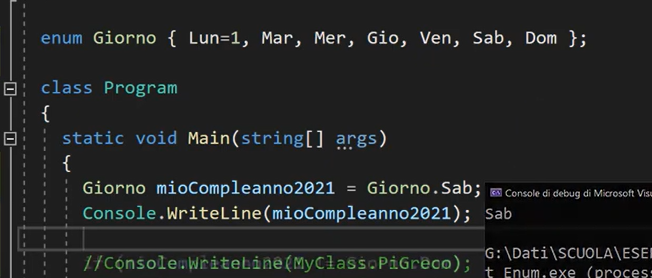 enum Giorno { Lun=1, Mar, Mer, Gio, Ven, Sab, Dom };
class Program
{
static void Main(string[] args)
{
Giorno mioCompleanno2021 = Giorno.Sab;
Console.WriteLine(mioCompleanno2021);
//Console.WriteLine(MyClass.PiGreco);
Console di debug di Microsoft Visu
Sab
G:\Dati\SCUOLA\ESE
t Enum.exe (proces